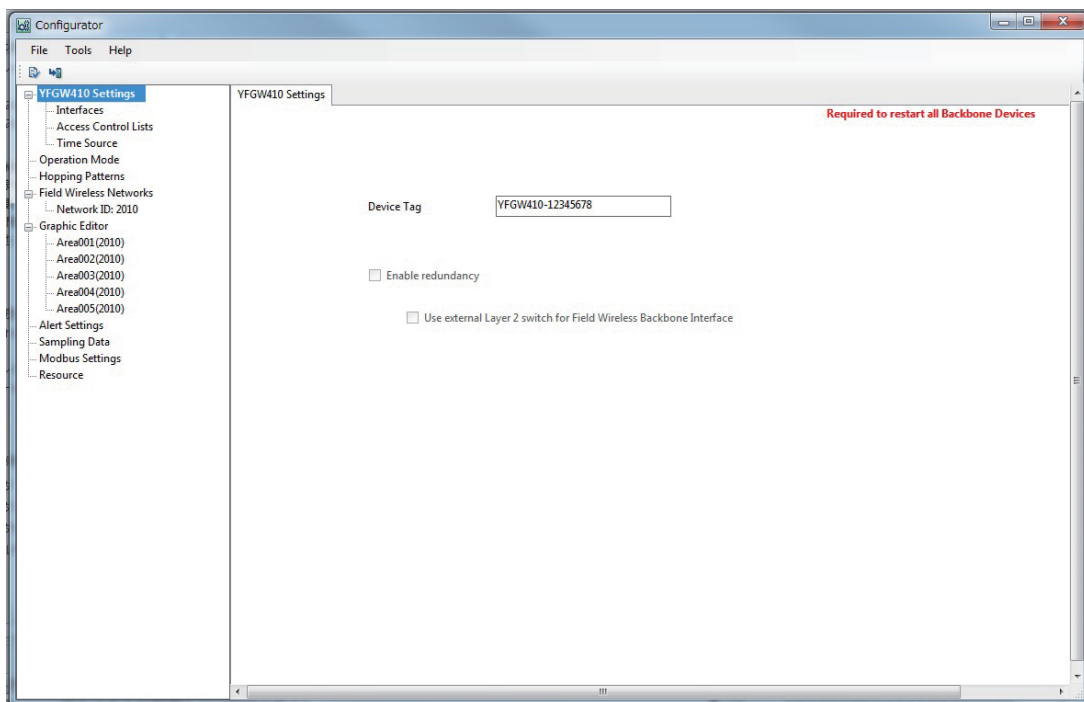 Configurator
File Tools Help
YFGW410 Settings
Interfaces
Access Control Lists
Time Source
Operation Mode
Hopping Patterns
Field Wireless Networks
Network ID: 2010
Graphic Editor
Area001(2010)
Area002(2010)
Area003(2010)
Area004(2010)
Area005(2010)
Alert Settings
Sampling Data
Modbus Settings
Resource
YFGW410 Settings
Required to restart all Backbone Devices
Device Tag YFGW410-12345678
Enable redundancy
Use external Layer 2 switch for Field Wireless Backbone Interface